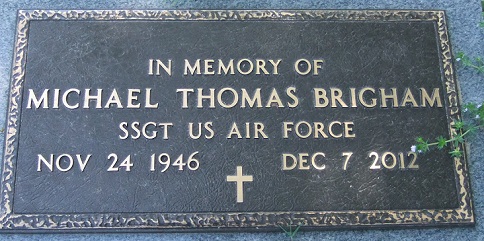 IN MEMORY OF
MICHAEL THOMAS BRIGHAM
SSGT US AIR FORCE
NOV 24 1946 DEC 7 2012